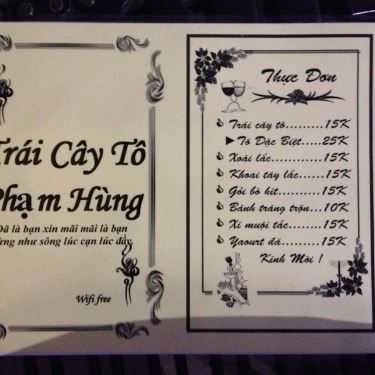 Trái Cây Tô
Phạm Hùng
Đã là bạn xin mãi mãi là bạn
như sông lúc cạn lúc đầy
Wifi free
Thực Đơn
Trái cây tô..........15K
Tô Đặc Biệt.....25K
Xoài lắc...............15K
Khoai tây lắc......15K
Gỏi bò hit...........15K
Bánh tráng trộn...10K
Xí muội tắc.........15K
Yaourt đá............15K
Kính Mời !